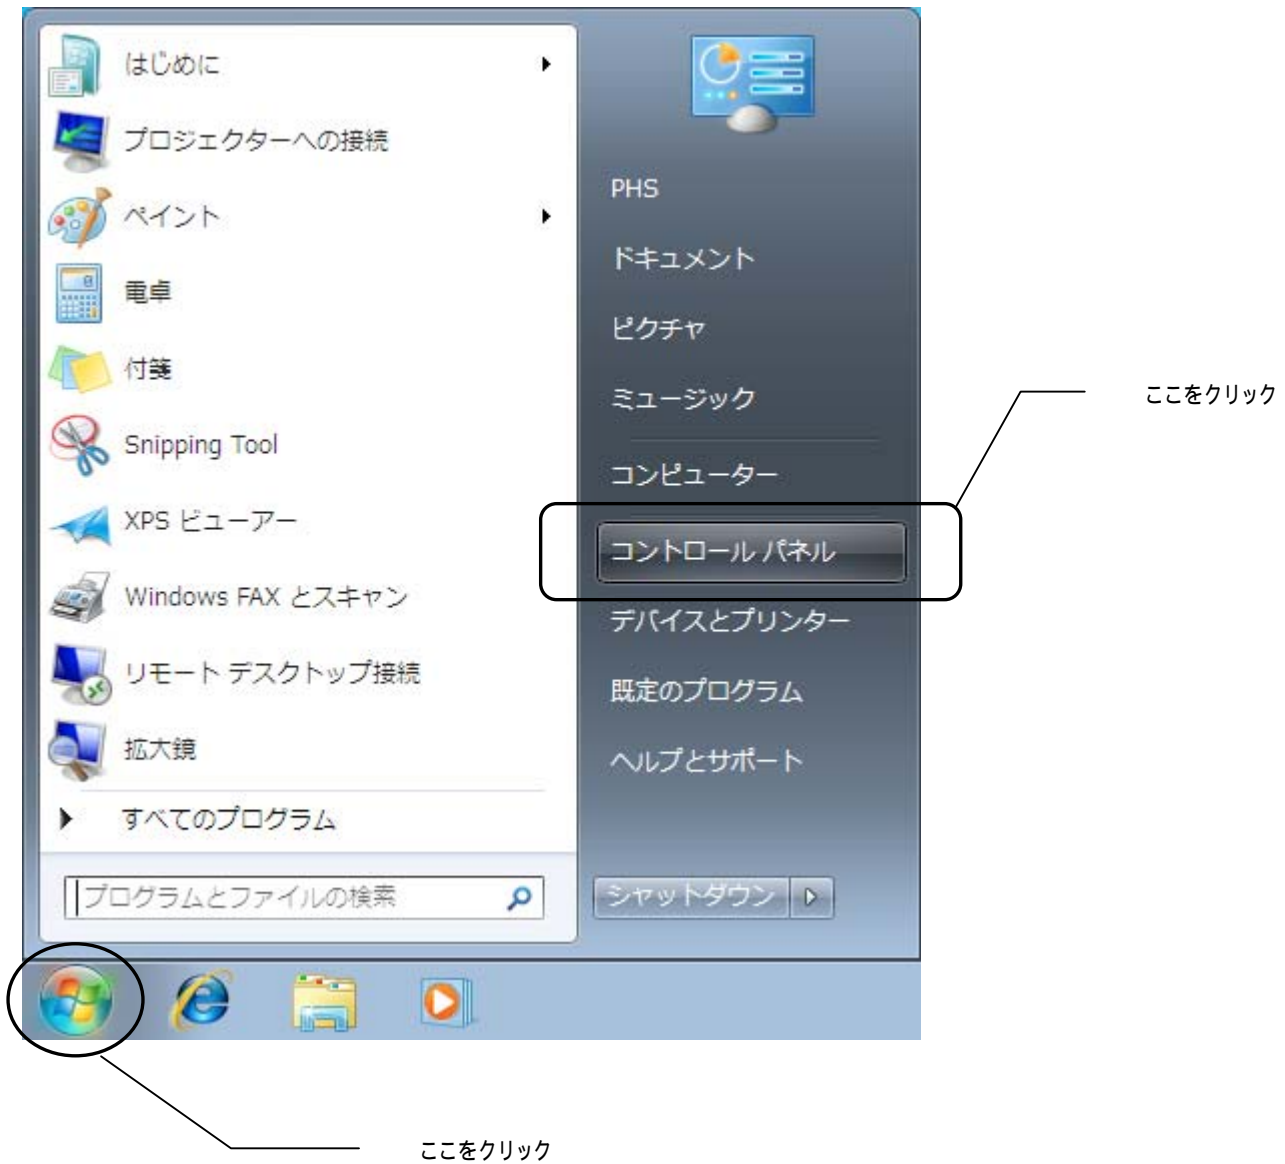 はじめに
プロジェクターへの接続
ペイント
電卓
付箋
Snipping Tool
XPS ビューアー
Windows FAX とスキャン
リモート デスクトップ接続
拡大鏡
すべてのプログラム
プログラムとファイルの検索
PHS
ドキュメント
ピクチャ
ミュージック
コンピューター
コントロール パネル
デバイスとプリンター
既定のプログラム
ヘルプとサポート
シャットダウン
ここをクリック
ここをクリック